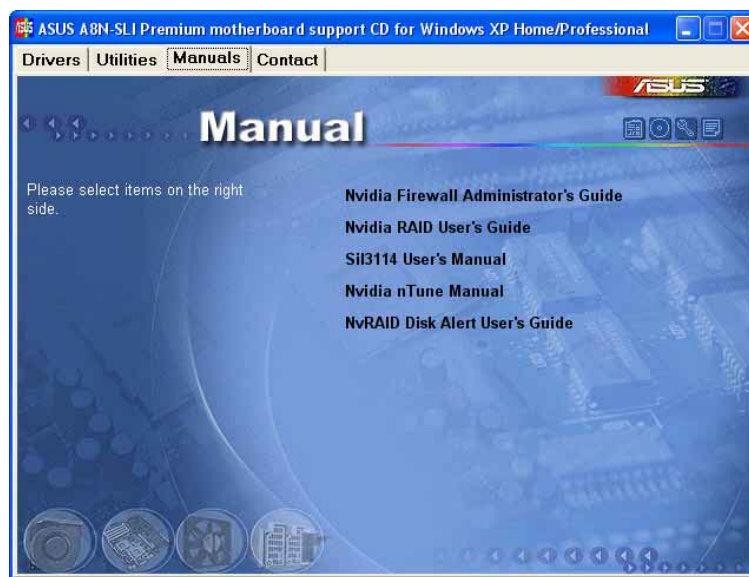 ASUS A8N-SLI Premium motherboard support CD for Windows XP Home/Professional
Drivers Utilities Manuals Contact
ASUS
Manual
Please select items on the right
side.
Nvidia Firewall Administrator's Guide
Nvidia RAID User's Guide
Sil3114 User's Manual
Nvidia nTune Manual
NvRAID Disk Alert User's Guide